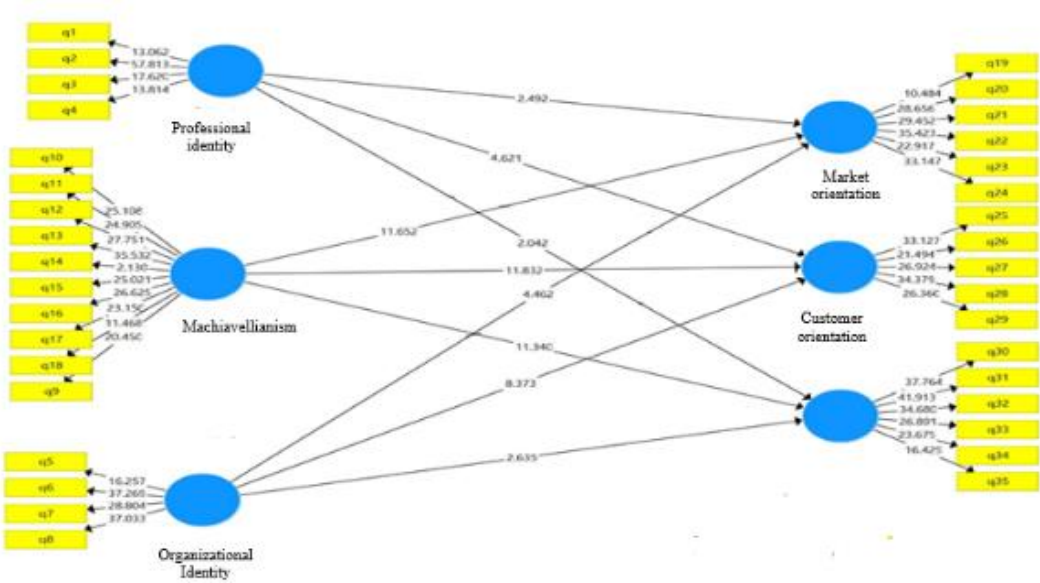 q1
q2
q3
q4
13.062
57.813
17.620
13.814
Professional
identity
q10
q11
q12
q13
q14
q15
q16
q17
q18
q9
25.108
24.905
27.751
35.532
2.130
25.021
26.625
23.150
11.468
20.450
Machiavellianism
q5
q6
q7
q8
16.257
37.265
28.804
37.033
Organizational
Identity
2.492
4.621
2.042
11.652
11.832
11.340
4.462
8.373
2.635
q19
q20
q21
q22
q23
q24
10.484
28.656
29.452
35.423
22.917
33.147
Market
orientation
q25
q26
q27
q28
q29
33.127
21.494
26.924
34.379
26.360
Customer
orientation
q30
q31
q32
q33
q34
q35
37.764
41.913
34.680
26.891
23.675
16.425